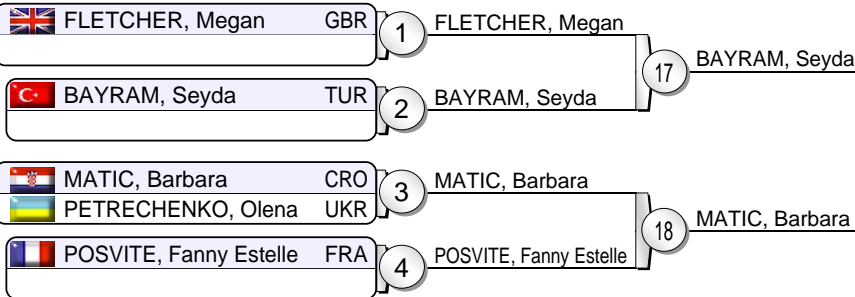 FLETCHER, Megan GBR
1
FLETCHER, Megan
17
BAYRAM, Seyda
BAYRAM, Seyda TUR
2
BAYRAM, Seyda
MATIC, Barbara CRO
PETRECHENKO, Olena UKR
3
MATIC, Barbara
18
MATIC, Barbara
POSVITE, Fanny Estelle FRA
4
POSVITE, Fanny Estelle